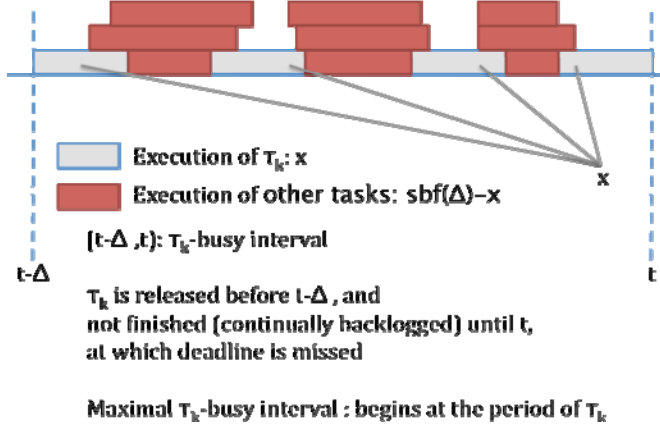 x
Execution of τk: x
Execution of other tasks: sbf(Δ)−x
[t-Δ ,t): τk-busy interval
t-Δ
t
τk is released before t-Δ , and
not finished (continually backlogged) until t,
at which deadline is missed
Maximal τk-busy interval : begins at the period of τk